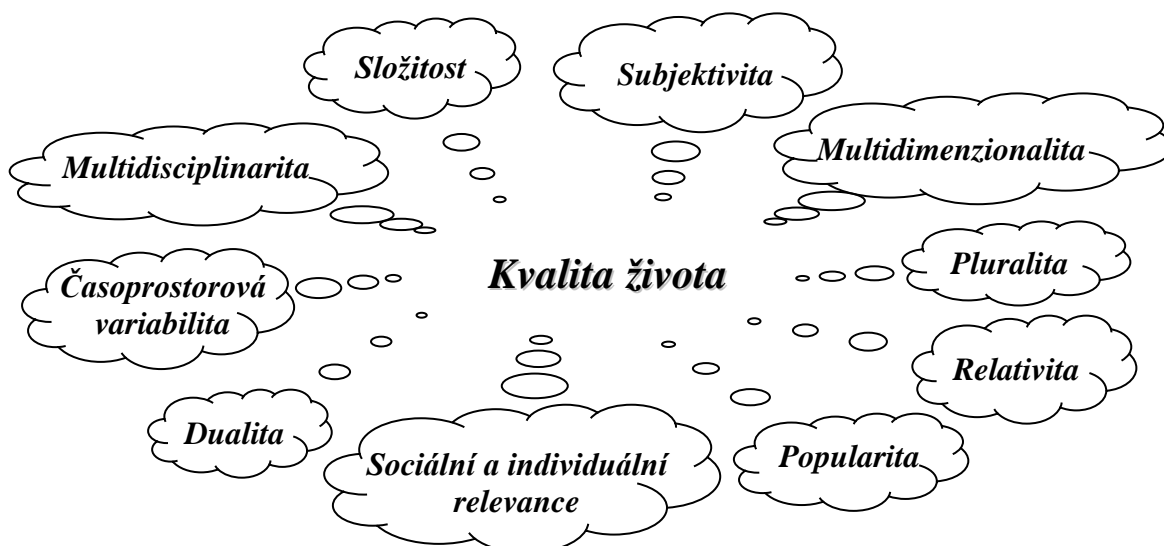 Složitost
Subjektivita
Multidisciplinarita
Multidimenzionalita
Kvalita života
Pluralita
Časoprostorová
variabilita
Relativita
Dualita
Sociální a individuální
relevance
Popularita